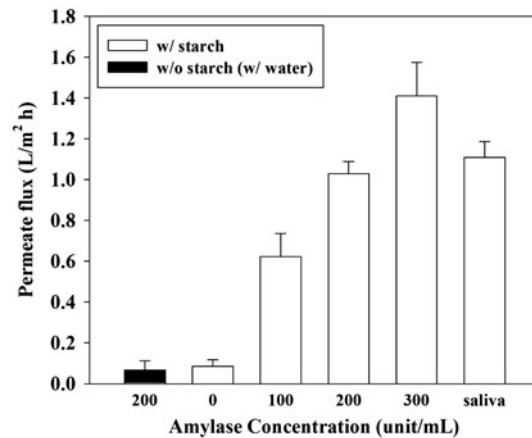 w/ starch
w/o starch (w/ water)
Permeate flux (L/m² h)
1.8
1.6
1.4
1.2
1.0
0.8
0.6
0.4
0.2
0.0
200 0 100 200 300 saliva
Amylase Concentration (unit/mL)